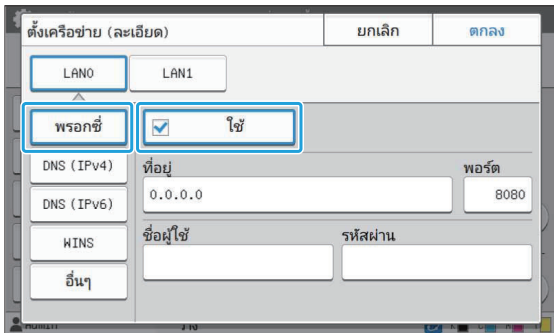 ตั้งเครือข่าย (ละเอียด)
ยกเลิก
ตกลง
LAN0
LAN1
พรอกซี่
ใช้
DNS (IPv4)
ที่อยู่
พอร์ต
0.0.0.0
8080
DNS (IPv6)
WINS
ชื่อผู้ใช้
รหัสผ่าน
อื่นๆ